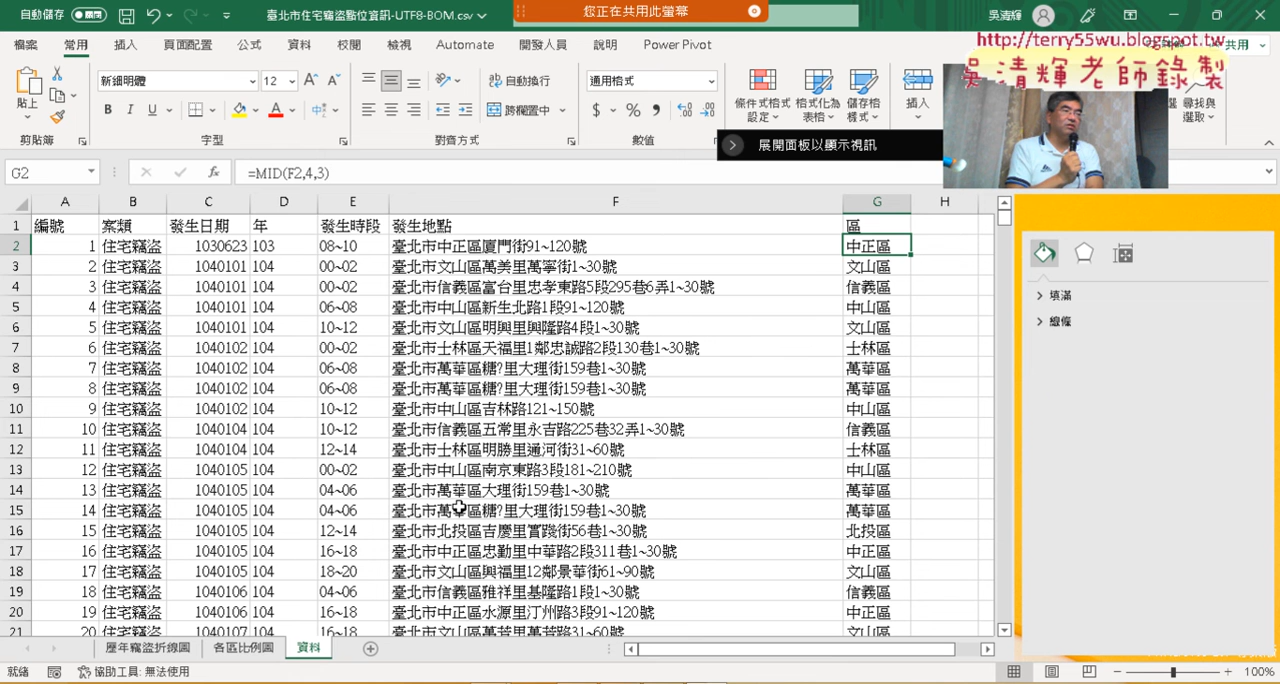 自動儲存 關閉 臺北市住宅竊盜點位資訊-UTF8-BOM.csv 您正在共用此螢幕 吳清輝
檔案 常用 插入 頁面配置 公式 資料 校閱 檢視 Automate 開發人員 說明 Power Pivot 共用
http://terry55wu.blogspot.tw
吳清輝老師錄製
貼上 新細明體 12 自動換行 通用格式 條件式格式設定 格式化為表格 儲存格樣式 插入 尋找與選取
B I U 跨欄置中 $ %
剪貼簿 字型 對齊方式 數值
展開面板以顯示視訊
G2 fx =MID(F2,4,3)
A B C D E F G H
1 編號 案類 發生日期 年 發生時段 發生地點 區
2 1 住宅竊盜 1030623 103 08~10 臺北市中正區廈門街91~120號 中正區
3 2 住宅竊盜 1040101 104 00~02 臺北市文山區萬美里萬寧街1~30號 文山區
4 3 住宅竊盜 1040101 104 00~02 臺北市信義區富台里忠孝東路5段295巷6弄1~30號 信義區
5 4 住宅竊盜 1040101 104 06~08 臺北市中山區新生北路1段91~120號 中山區
6 5 住宅竊盜 1040101 104 10~12 臺北市文山區明興里興隆路4段1~30號 文山區
7 6 住宅竊盜 1040102 104 00~02 臺北市士林區天福里1鄰忠誠路2段130巷1~30號 士林區
8 7 住宅竊盜 1040102 104 06~08 臺北市萬華區糖?里大理街159巷1~30號 萬華區
9 8 住宅竊盜 1040102 104 06~08 臺北市萬華區糖?里大理街159巷1~30號 萬華區
10 9 住宅竊盜 1040102 104 10~12 臺北市中山區吉林路121~150號 中山區
11 10 住宅竊盜 1040104 104 10~12 臺北市信義區五常里永吉路225巷32弄1~30號 信義區
12 11 住宅竊盜 1040104 104 12~14 臺北市士林區明勝里通河街31~60號 士林區
13 12 住宅竊盜 1040105 104 00~02 臺北市中山區南京東路3段181~210號 中山區
14 13 住宅竊盜 1040105 104 04~06 臺北市萬華區大理街159巷1~30號 萬華區
15 14 住宅竊盜 1040105 104 04~06 臺北市萬華區糖?里大理街159巷1~30號 萬華區
16 15 住宅竊盜 1040105 104 12~14 臺北市北投區吉慶里實踐街56巷1~30號 北投區
17 16 住宅竊盜 1040105 104 16~18 臺北市中正區忠勤里中華路2段311巷1~30號 中正區
18 17 住宅竊盜 1040105 104 18~20 臺北市文山區興福里12鄰景華街61~90號 文山區
19 18 住宅竊盜 1040106 104 04~06 臺北市信義區雅祥里基隆路1段1~30號 信義區
20 19 住宅竊盜 1040106 104 16~18 臺北市中正區水源里汀州路3段91~120號 中正區
21 20 住宅竊盜 1040107 104 16~18 臺北市文山區萬芳里萬芳路31~60號 文山區
填滿
線條
歷年竊盜折線圖 各區比例圖 資料
就緒 協助工具: 無法使用 100%